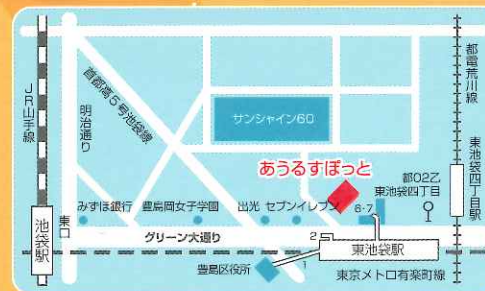 JR山手線
首都高5号池袋線
明治通り
サンシャイン60
都電荒川線
あうるすぽっと
都02乙
東池袋四丁目
東池袋四丁目駅
みずほ銀行
豊島岡女子学園
出光
セブンイレブン
6・7
池袋駅
東口
グリーン大通り
2
東池袋駅
豊島区役所
1
東京メトロ有楽町線